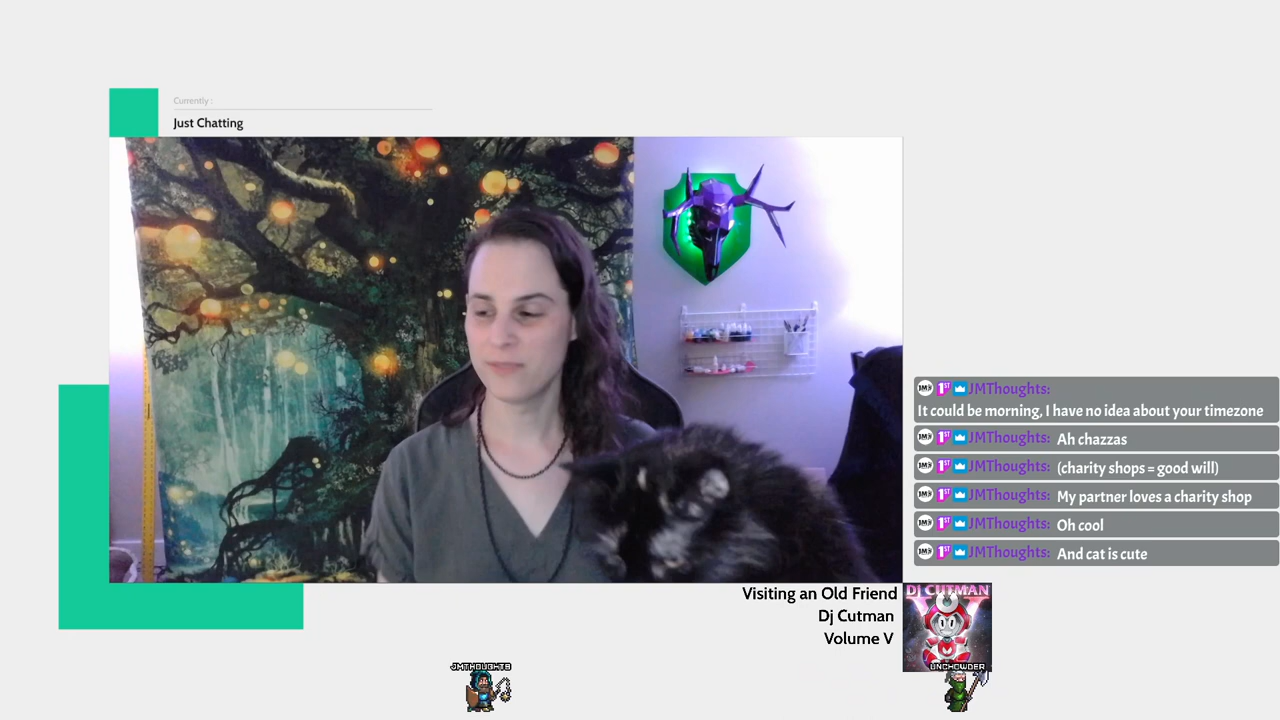 Currently :
Just Chatting
JMThoughts:
It could be morning, I have no idea about your timezone
JMThoughts: Ah chazzas
JMThoughts: (charity shops = good will)
JMThoughts: My partner loves a charity shop
JMThoughts: Oh cool
JMThoughts: And cat is cute
Visiting an Old Friend
Dj Cutman
Volume V
DJ CUTMAN
JMTHOUGHTS
UNCHOWDER